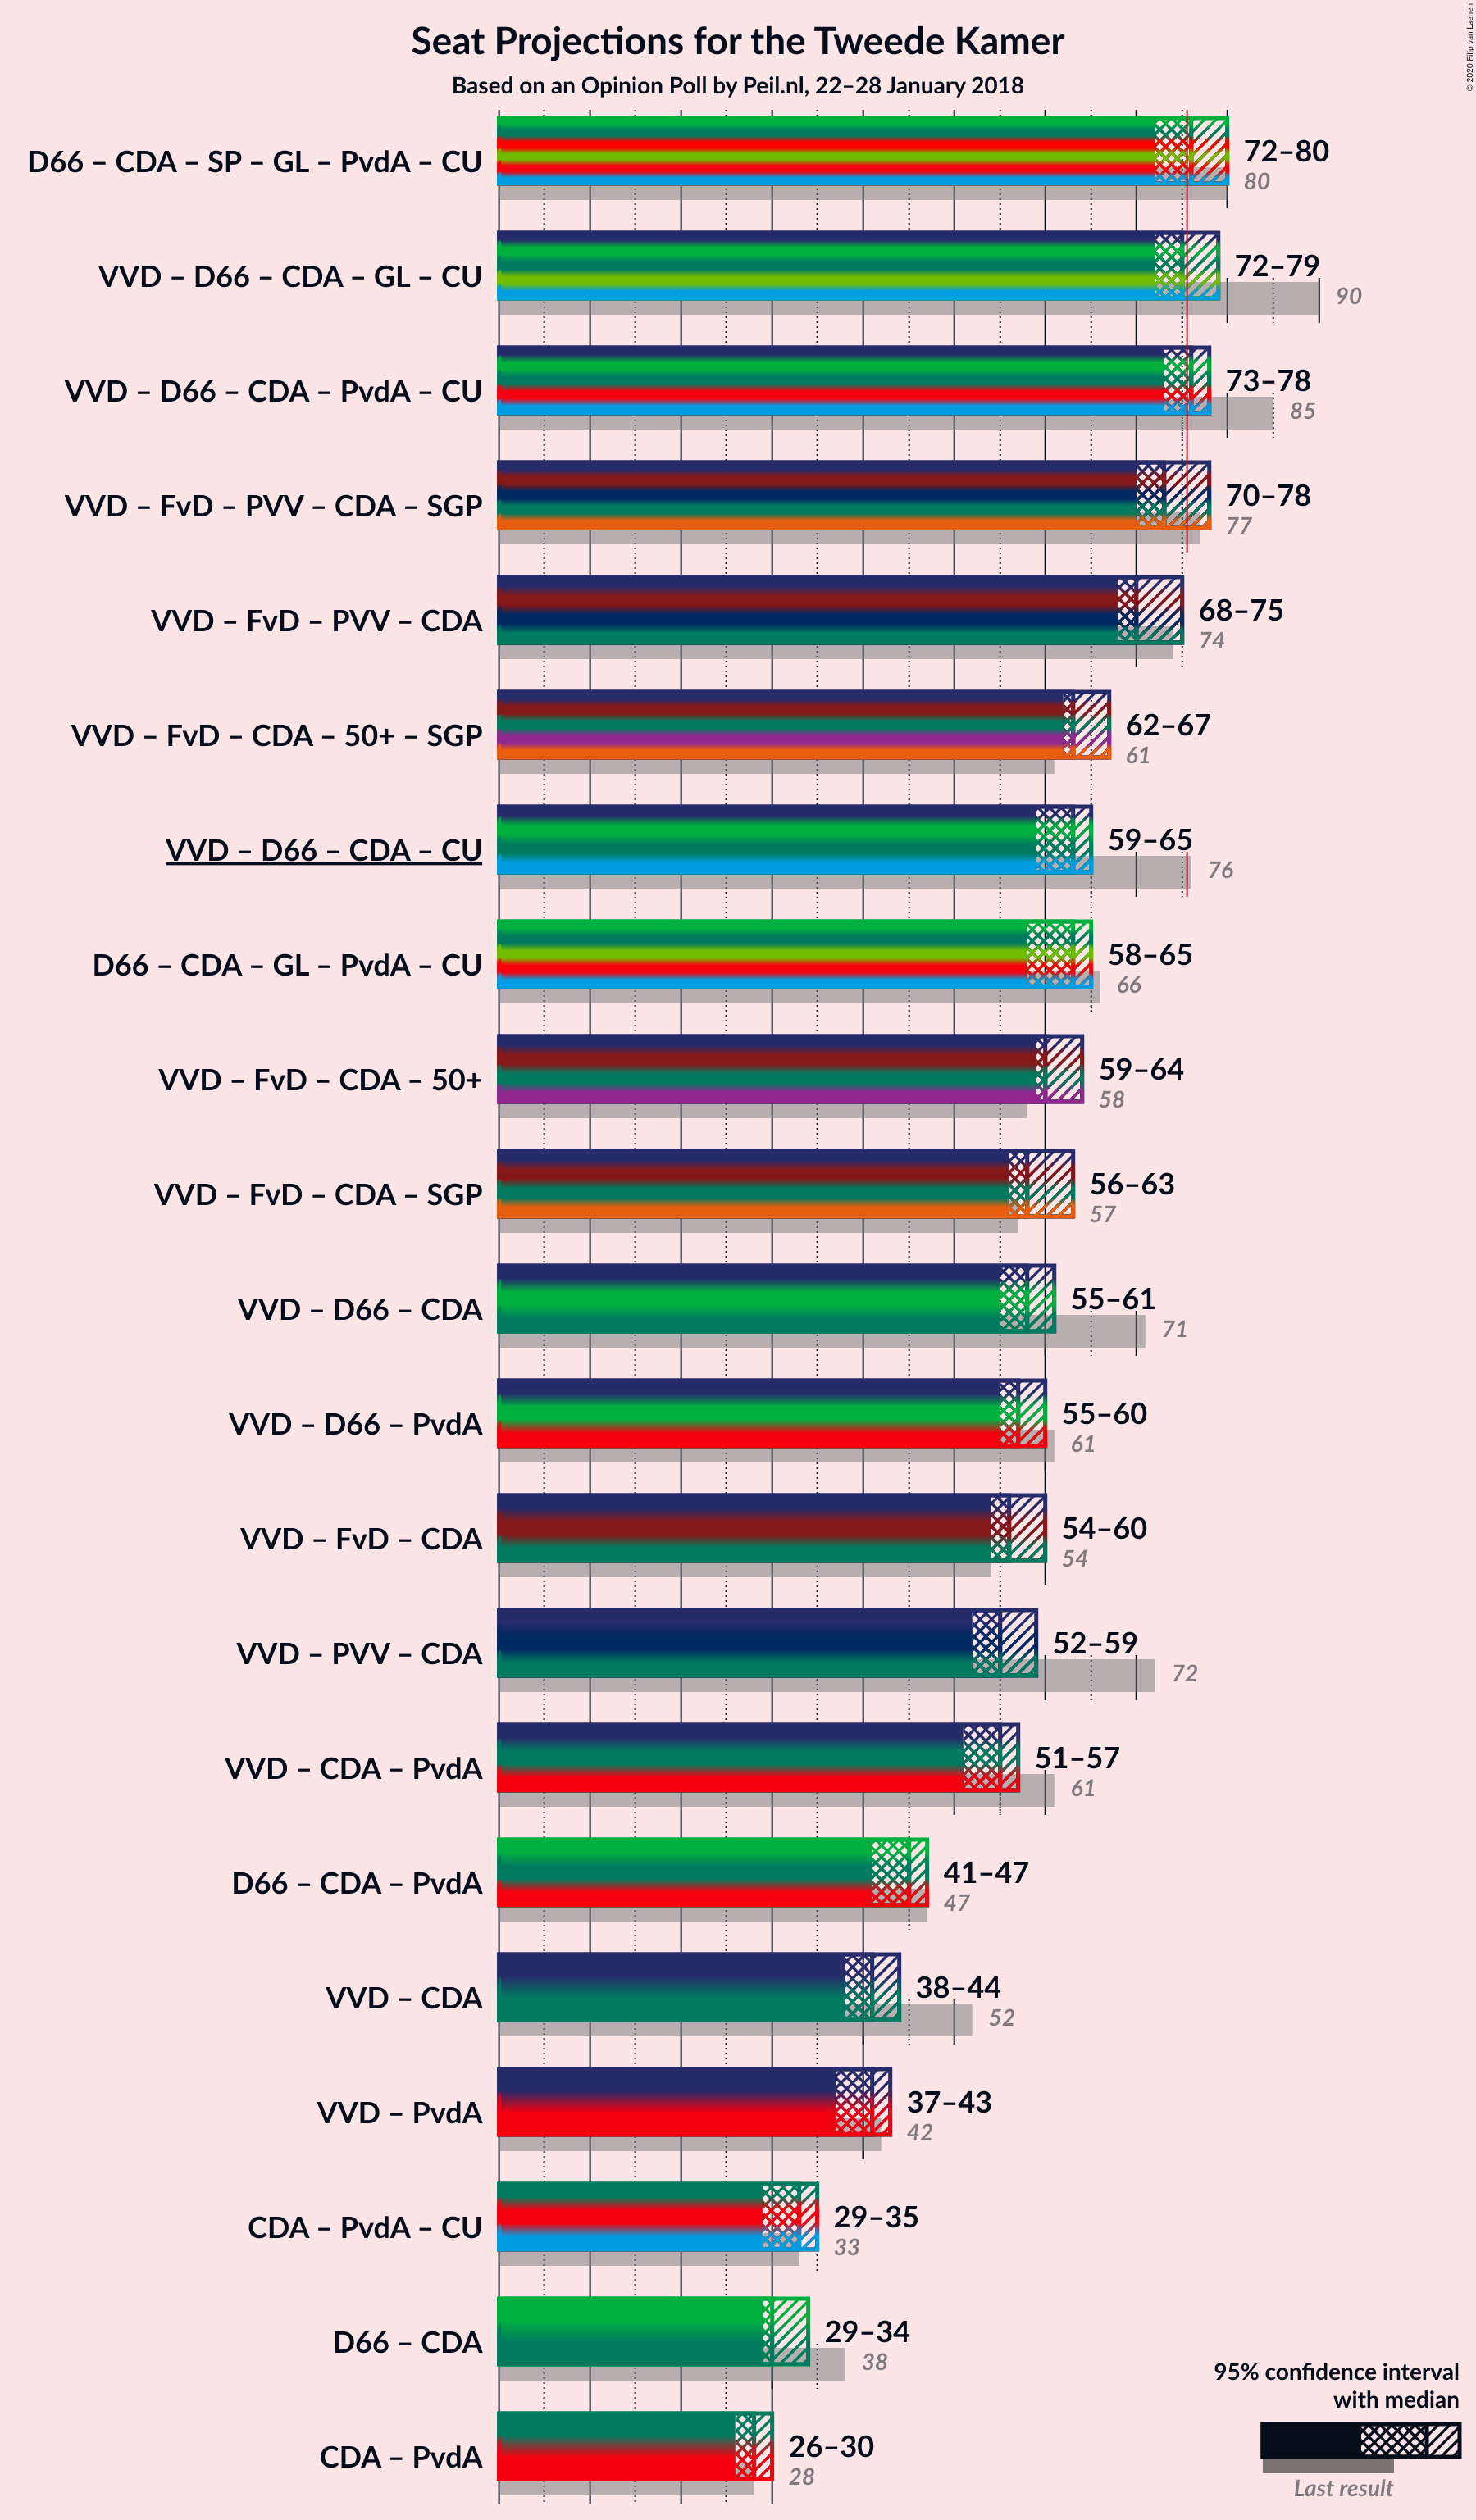 Seat Projections for the Tweede Kamer
Based on an Opinion Poll by Peil.nl, 22–28 January 2018
© 2020 Filip van Laenen
D66 – CDA – SP – GL – PvdA – CU
72–80
80
VVD – D66 – CDA – GL – CU
72–79
90
VVD – D66 – CDA – PvdA – CU
73–78
85
VVD – FvD – PVV – CDA – SGP
70–78
77
VVD – FvD – PVV – CDA
68–75
74
VVD – FvD – CDA – 50+ – SGP
62–67
61
VVD – D66 – CDA – CU
59–65
76
D66 – CDA – GL – PvdA – CU
58–65
66
VVD – FvD – CDA – 50+
59–64
58
VVD – FvD – CDA – SGP
56–63
57
VVD – D66 – CDA
55–61
71
VVD – D66 – PvdA
55–60
61
VVD – FvD – CDA
54–60
54
VVD – PVV – CDA
52–59
72
VVD – CDA – PvdA
51–57
61
D66 – CDA – PvdA
41–47
47
VVD – CDA
38–44
52
VVD – PvdA
37–43
42
CDA – PvdA – CU
29–35
33
D66 – CDA
29–34
38
CDA – PvdA
26–30
28
95% confidence interval
with median
Last result